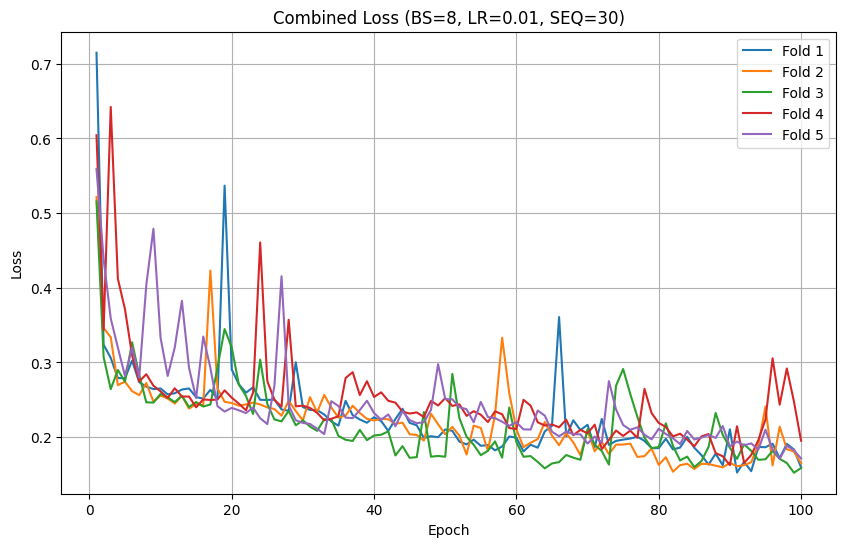 Combined Loss (BS=8, LR=0.01, SEQ=30)
Fold 1
Fold 2
Fold 3
Fold 4
Fold 5
Loss
0.7
0.6
0.5
0.4
0.3
0.2
0 20 40 60 80 100
Epoch